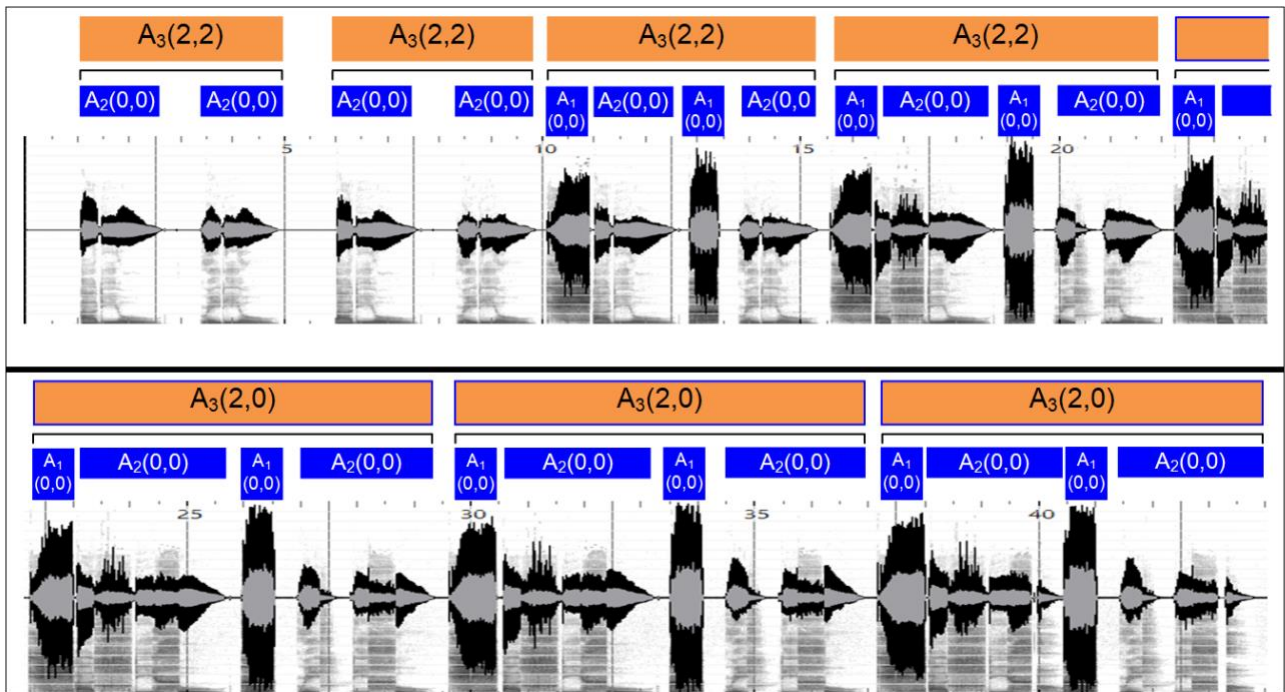 A₃(2,2) A₃(2,2) A₃(2,2) A₃(2,2)
A₂(0,0) A₂(0,0) A₂(0,0) A₂(0,0) A₁ (0,0) A₂(0,0) A₁ (0,0) A₂(0,0 A₁ (0,0) A₂(0,0) A₁ (0,0) A₂(0,0) A₁ (0,0)
5 10 15 20
A₃(2,0) A₃(2,0) A₃(2,0)
A₁ (0,0) A₂(0,0) A₁ (0,0) A₂(0,0) A₁ (0,0) A₂(0,0) A₁ (0,0) A₂(0,0) A₁ (0,0) A₂(0,0) A₁ (0,0) A₂(0,0)
25 30 35 40